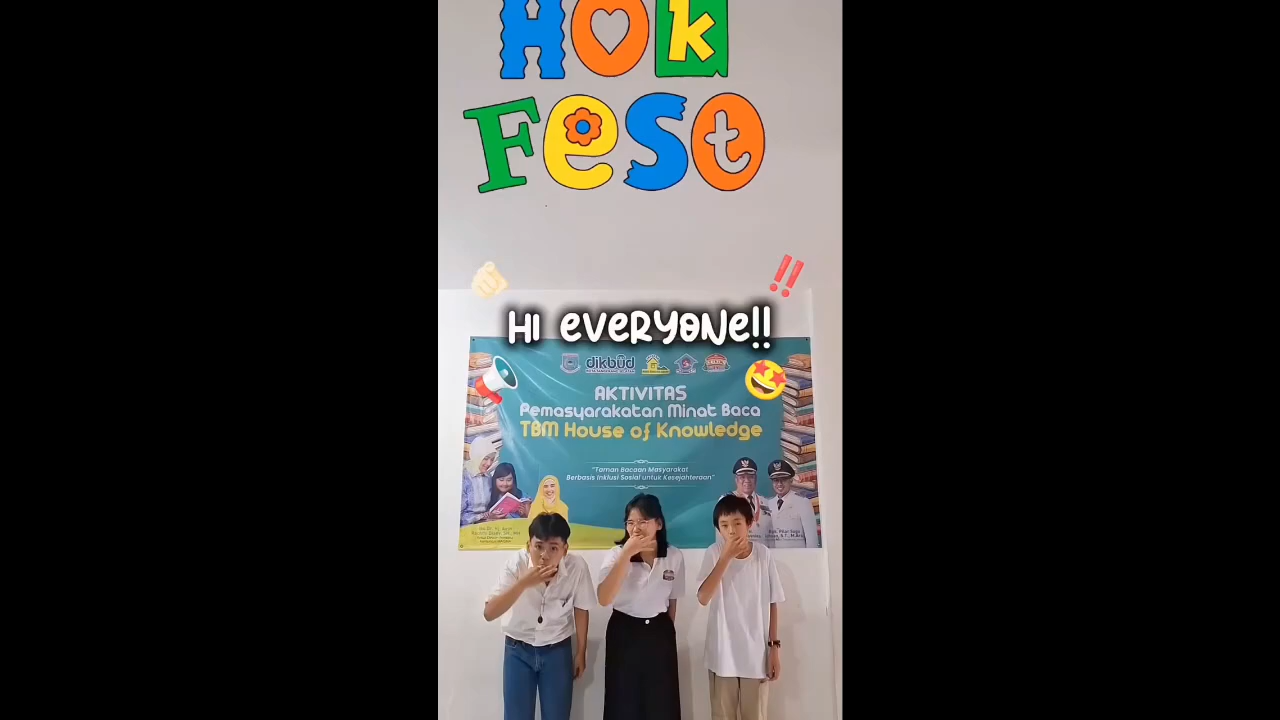 HOK
FeSt
Hi everyone!!
dikbud
AKTIVITAS
Pemasyarakatan Minat Baca
TBM House of Knowledge
"Taman Bacaan Masyarakat
Berbasis Inklusi Sosial untuk Kesejahteraan"